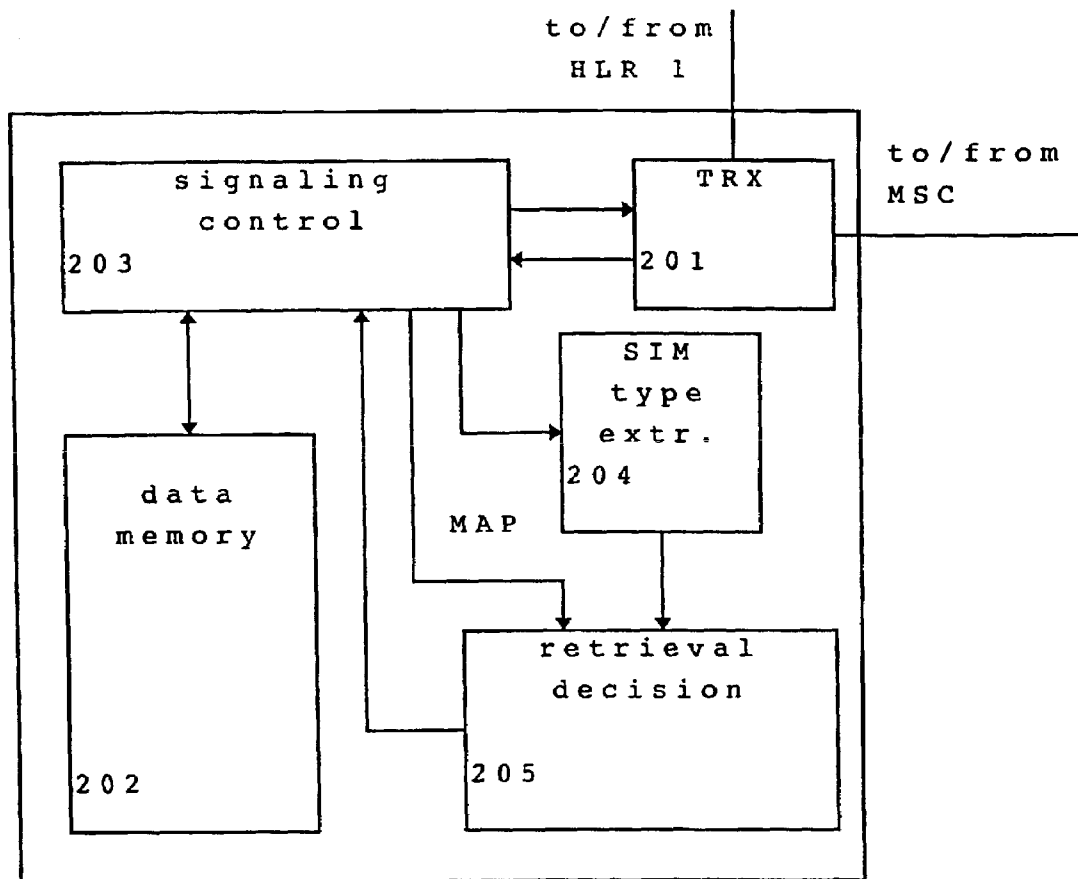 to/from
HLR 1
to/from
MSC
signaling
control
203
TRX
201
SIM
type
extr.
204
data
memory
202
MAP
retrieval
decision
205